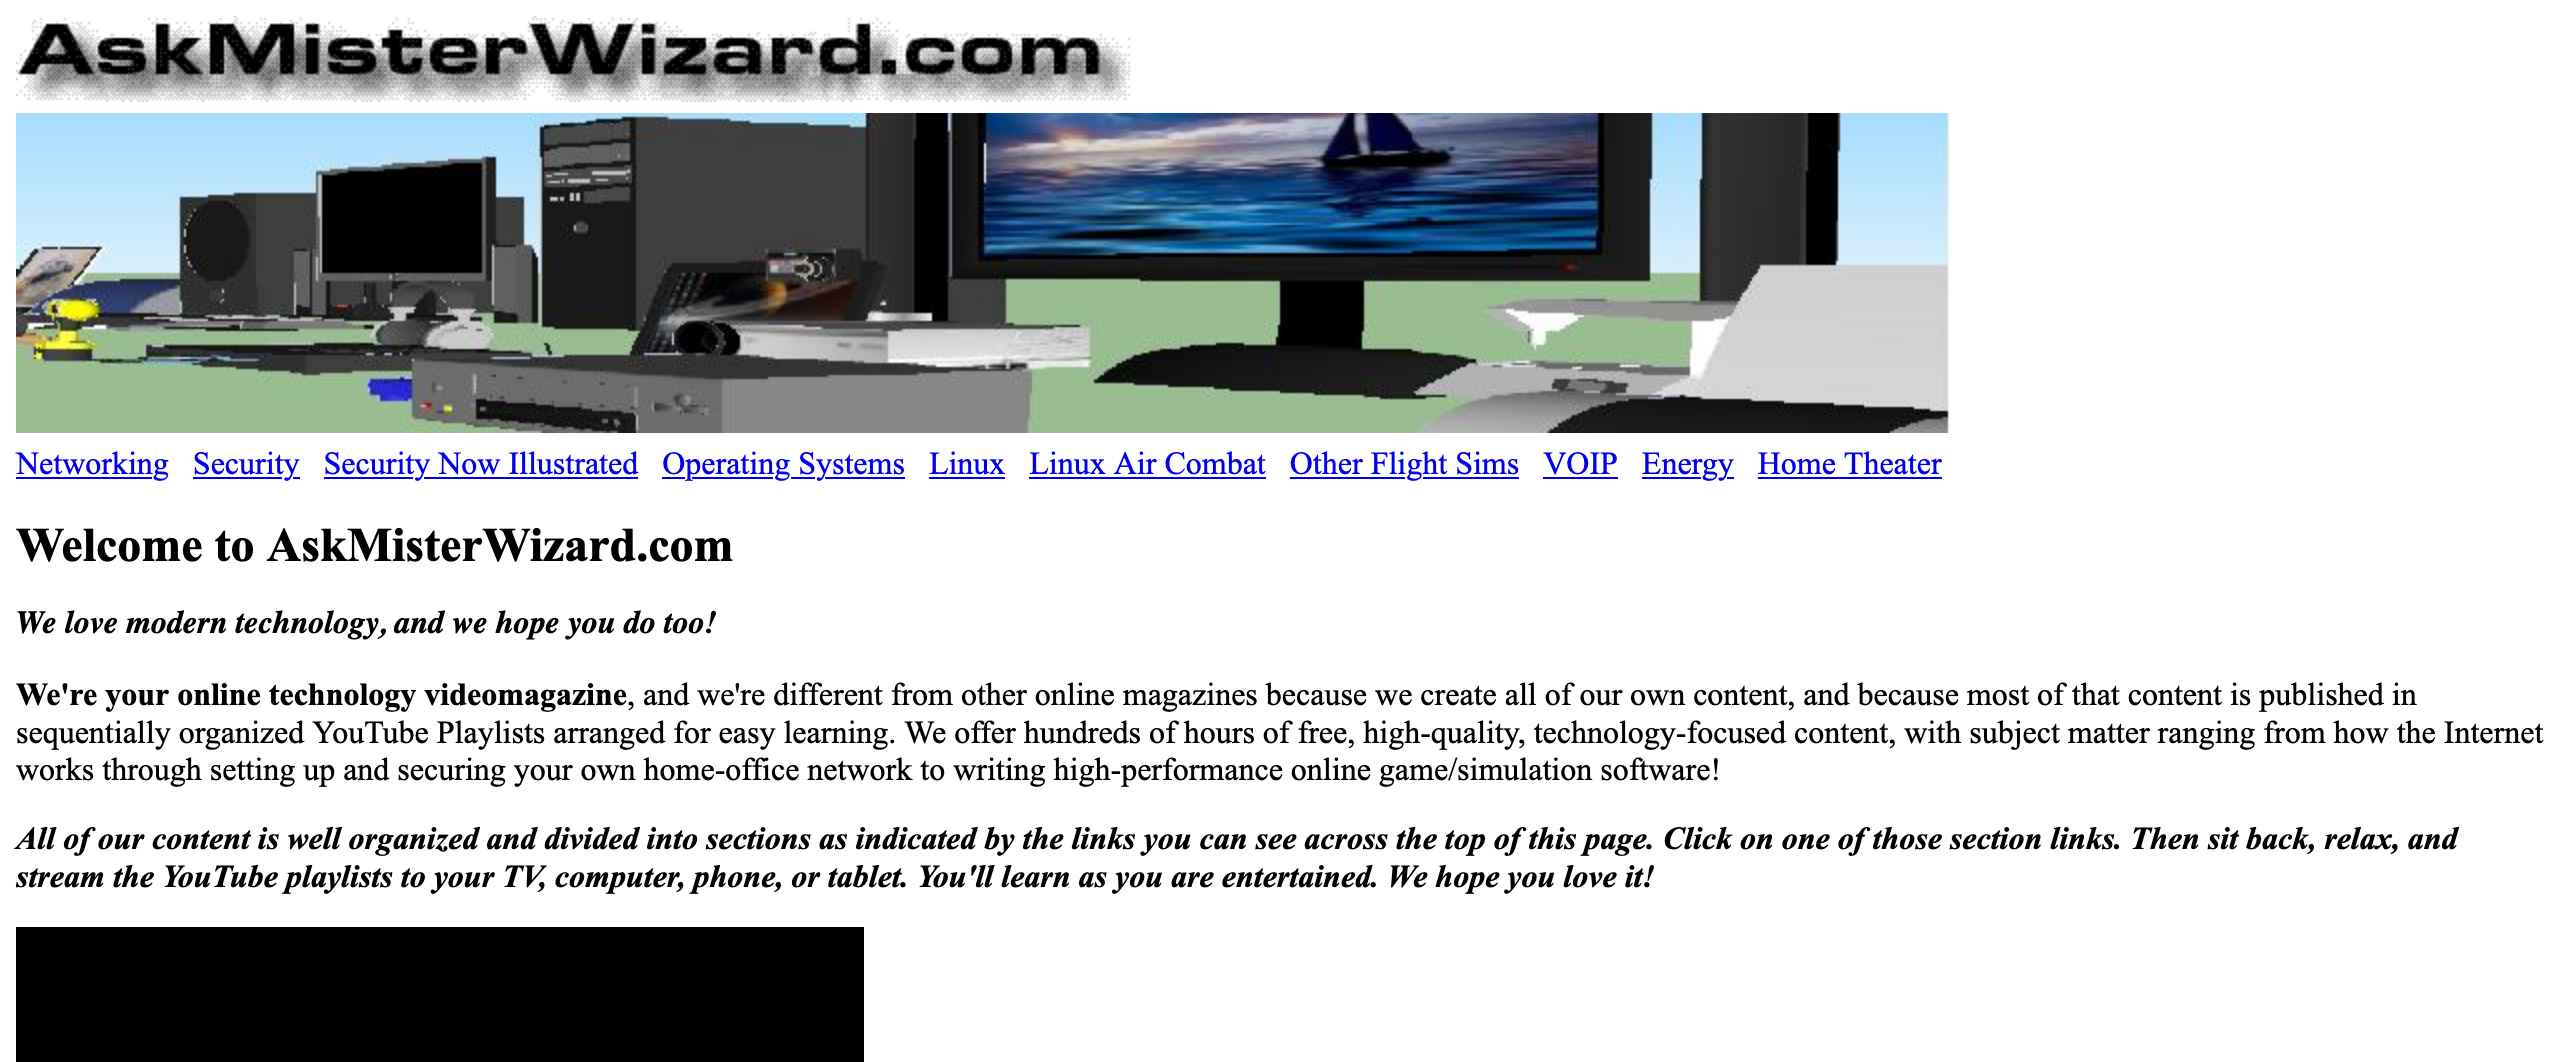 AskMisterWizard.com
Networking Security Security Now Illustrated Operating Systems Linux Linux Air Combat Other Flight Sims VOIP Energy Home Theater
Welcome to AskMisterWizard.com
We love modern technology, and we hope you do too!
We're your online technology videomagazine, and we're different from other online magazines because we create all of our own content, and because most of that content is published in
sequentially organized YouTube Playlists arranged for easy learning. We offer hundreds of hours of free, high-quality, technology-focused content, with subject matter ranging from how the Internet
works through setting up and securing your own home-office network to writing high-performance online game/simulation software!
All of our content is well organized and divided into sections as indicated by the links you can see across the top of this page. Click on one of those section links. Then sit back, relax, and
stream the YouTube playlists to your TV, computer, phone, or tablet. You'll learn as you are entertained. We hope you love it!